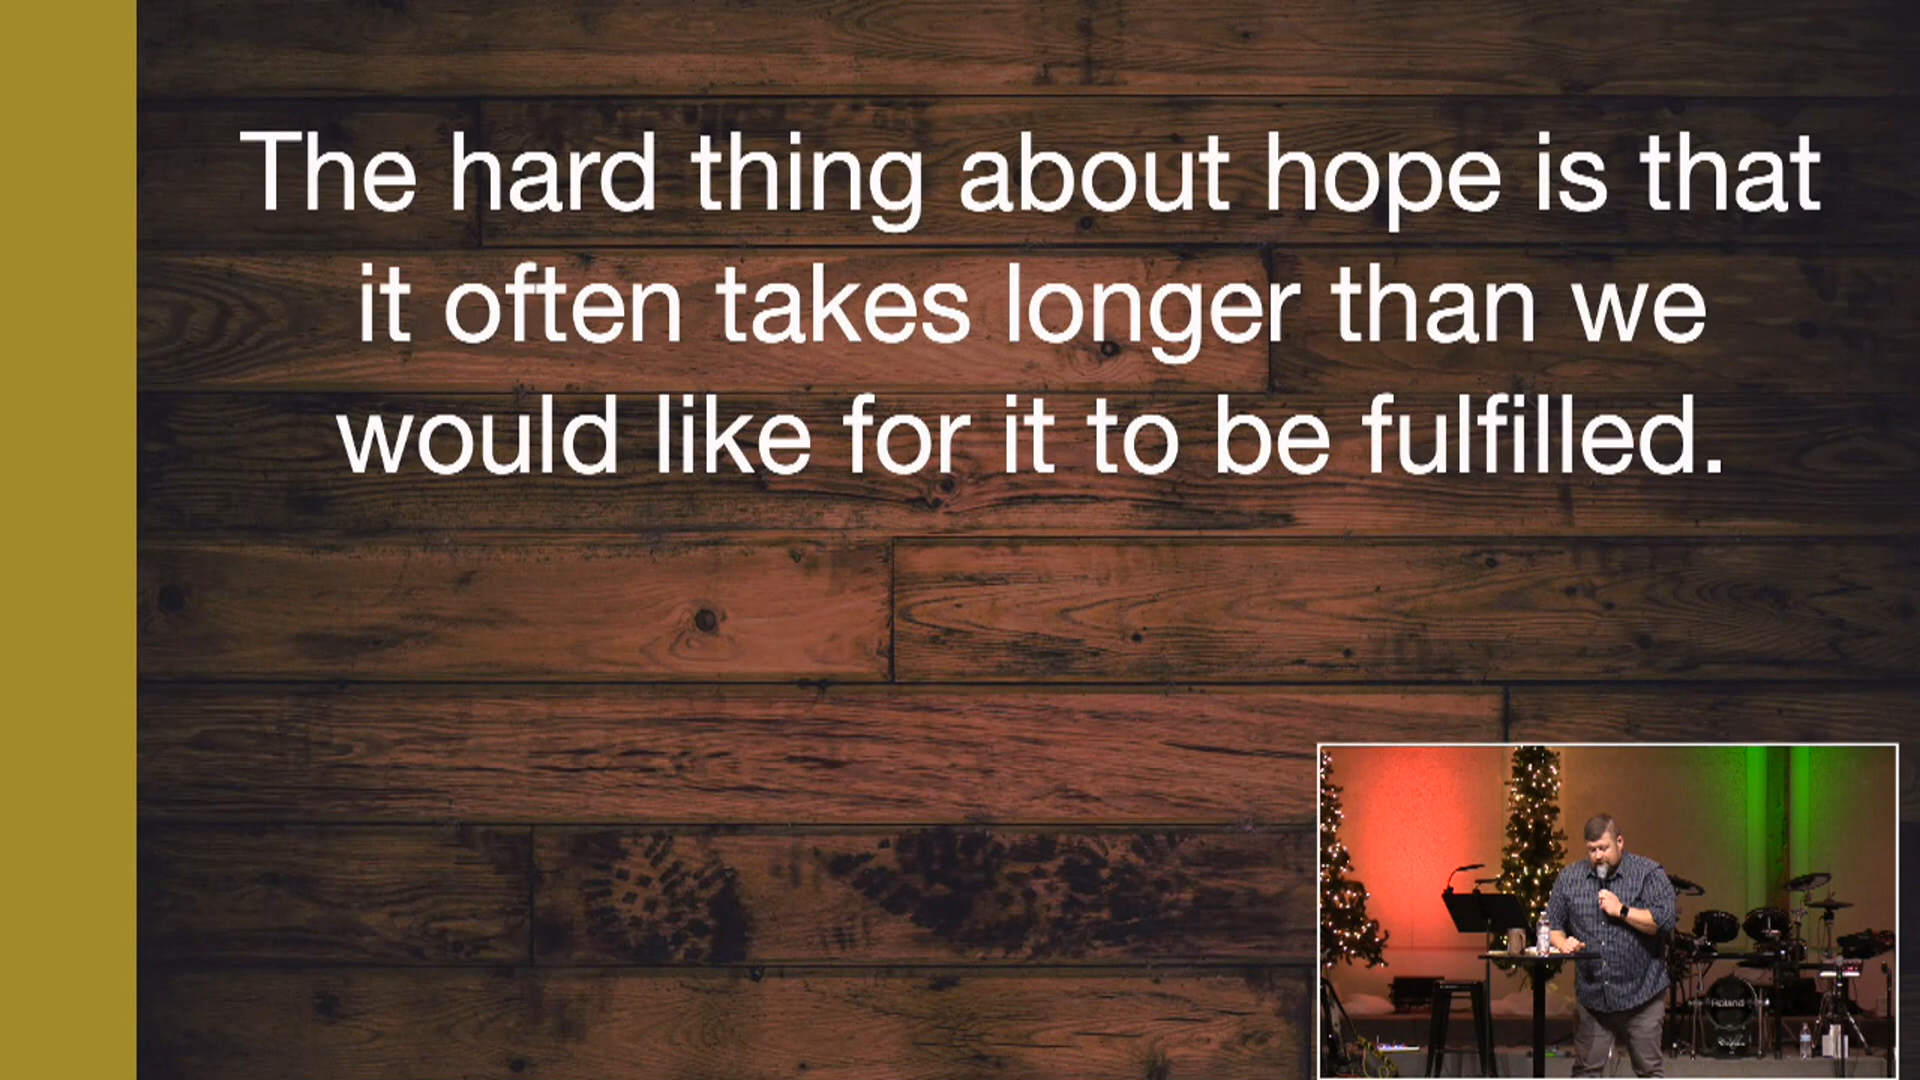 The hard thing about hope is that
it often takes longer than we
would like for it to be fulfilled.
Roland